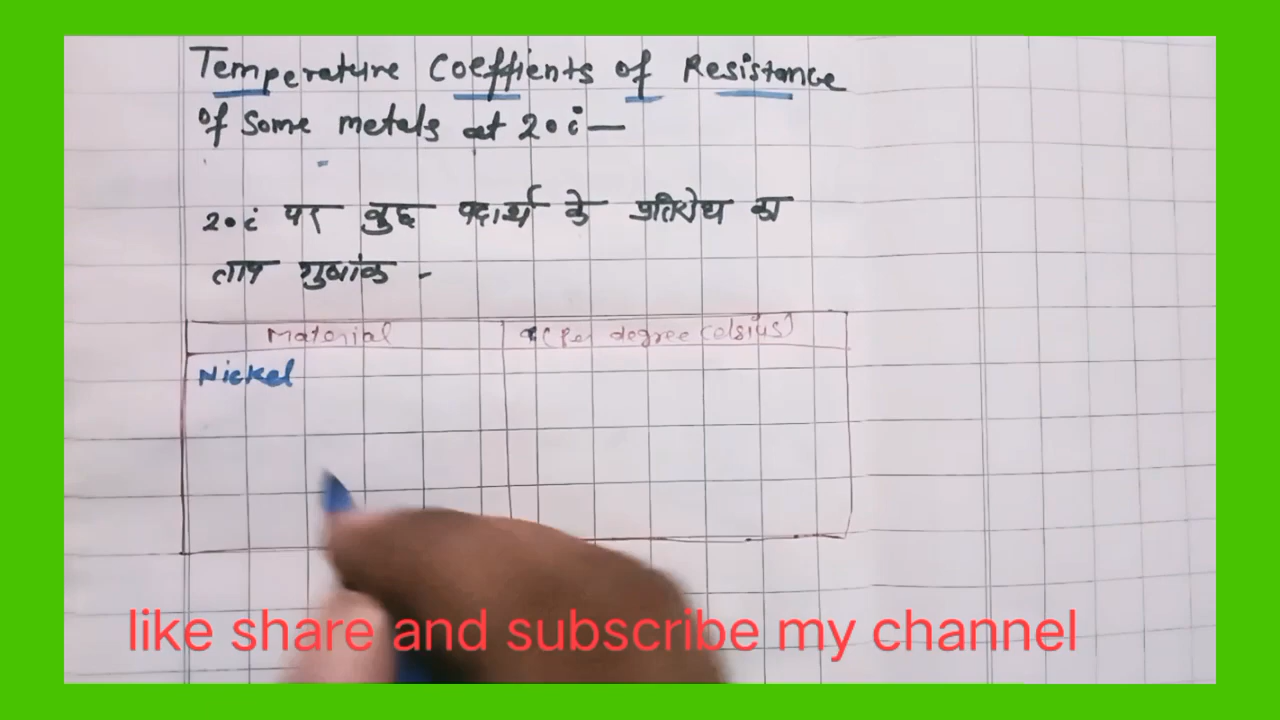 Temperature Coeffients of Resistance
of some metals at 20℃—
20℃ पर कुछ पदार्थ के प्रतिरोध का
ताप गुणांक -
Material
α(Per degree Celsius)
Nickel
like share and subscribe my channel